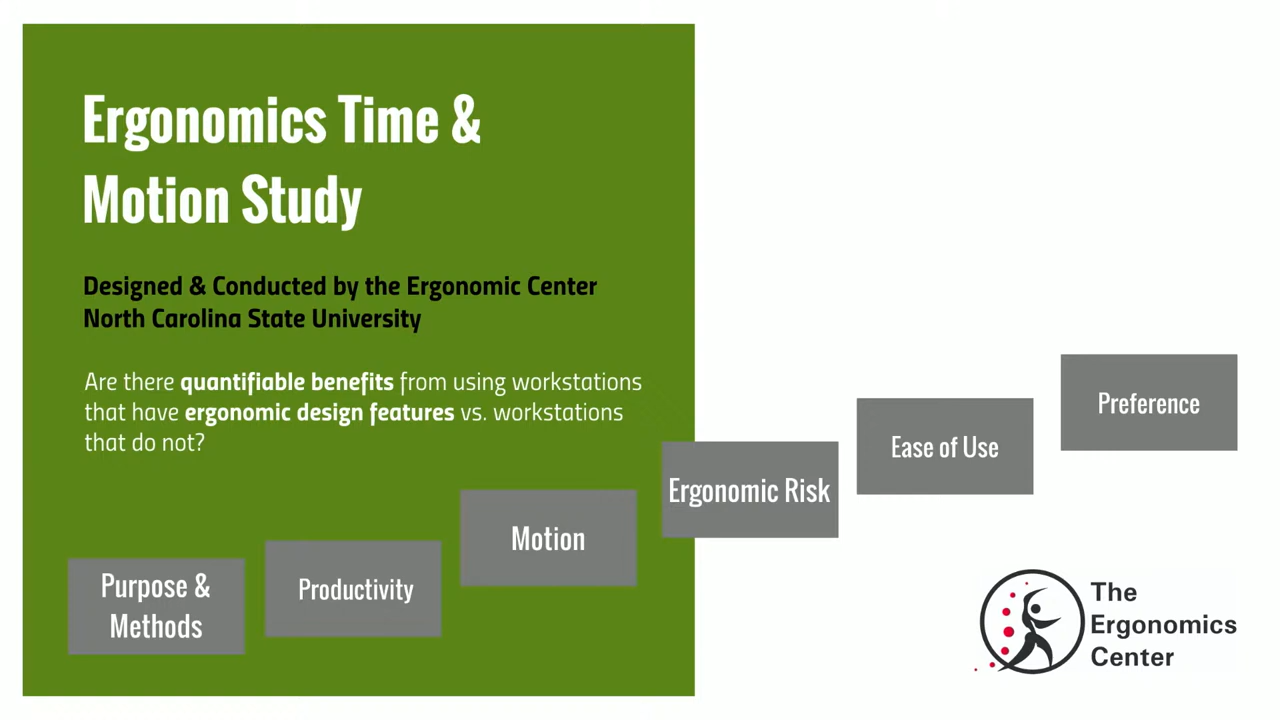 Ergonomics Time &
Motion Study
Designed & Conducted by the Ergonomic Center
North Carolina State University
Are there quantifiable benefits from using workstations
that have ergonomic design features vs. workstations
that do not?
Purpose &
Methods
Productivity
Motion
Ergonomic Risk
Ease of Use
Preference
The
Ergonomics
Center